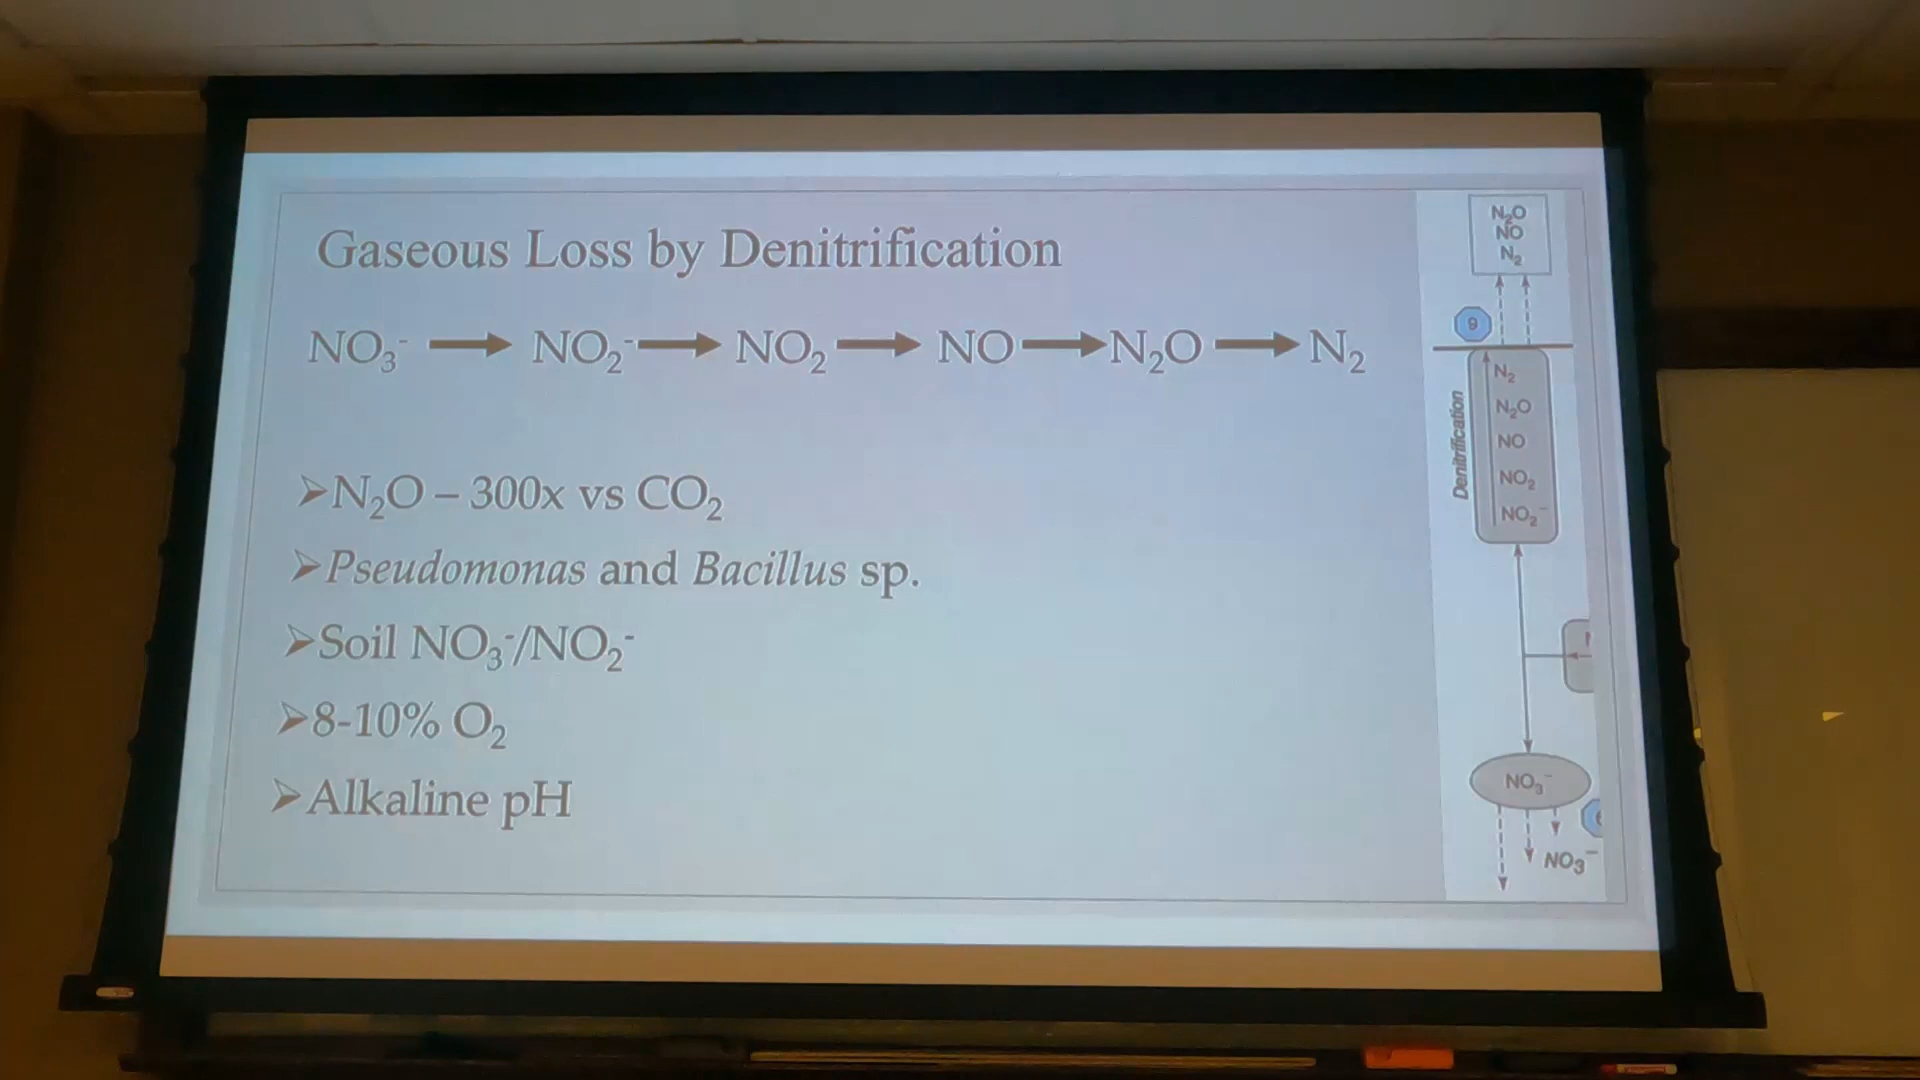 Gaseous Loss by Denitrification
NO₃⁻ → NO₂⁻ → NO₂ → NO → N₂O → N₂
➢N₂O – 300x vs CO₂
➢Pseudomonas and Bacillus sp.
➢Soil NO₃⁻/NO₂⁻
➢8-10% O₂
➢Alkaline pH
N₂O
NO
N₂
9
Denitrification
N₂
N₂O
NO
NO₂
NO₂⁻
NO₃⁻
NO₃⁻